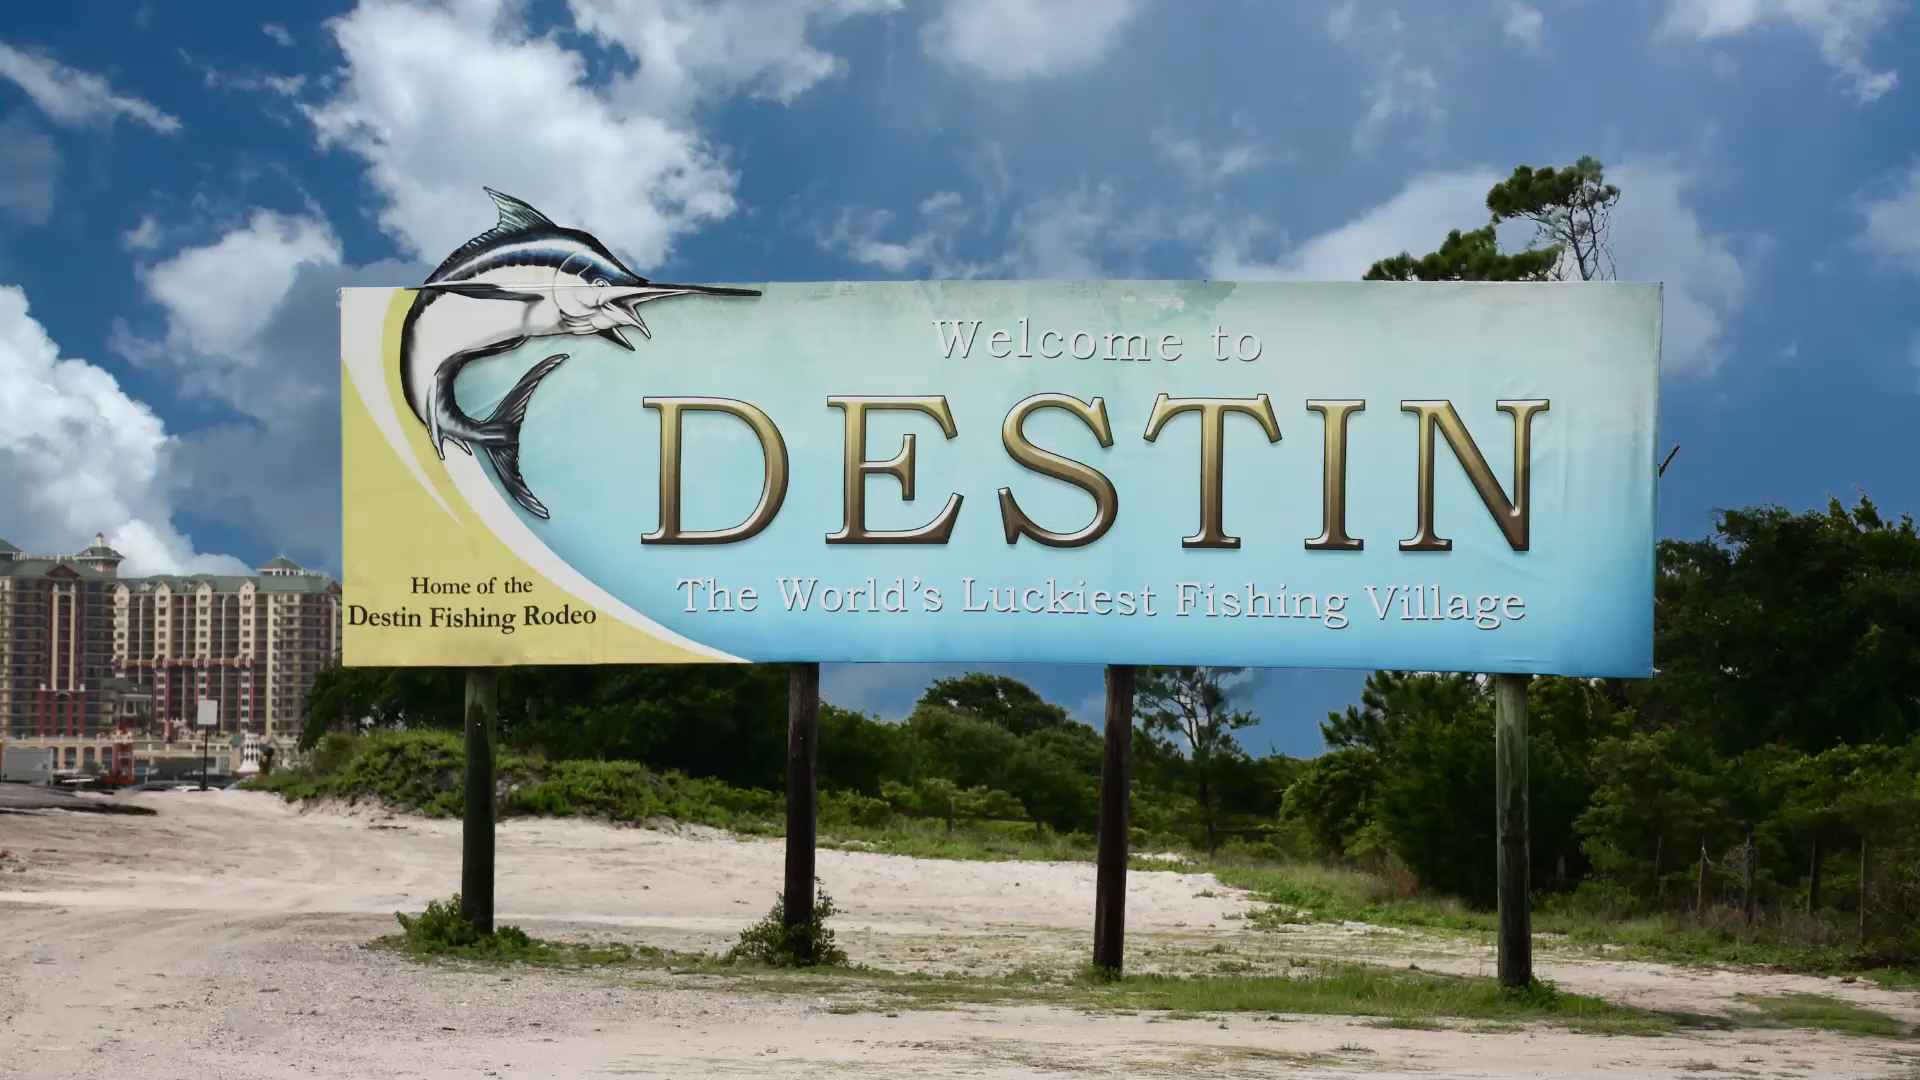 Welcome to
DESTIN
The World's Luckiest Fishing Village
Home of the
Destin Fishing Rodeo